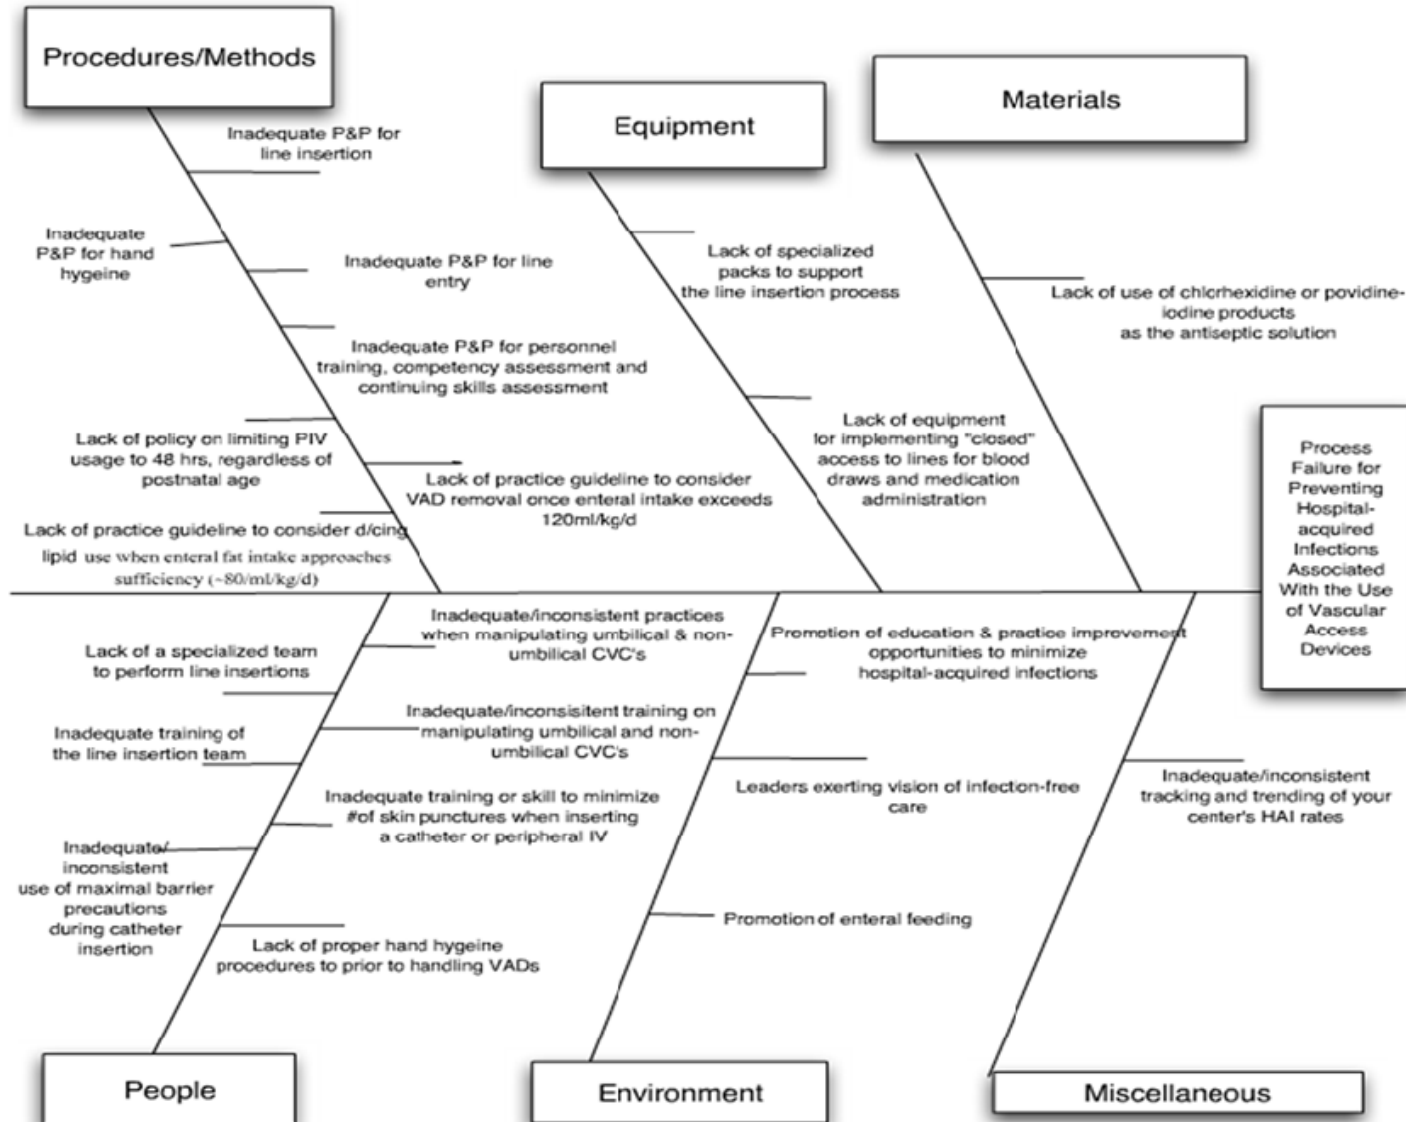 Procedures/Methods
Equipment
Materials
Inadequate P&P for
line insertion
Inadequate
P&P for hand
hygeine
Inadequate P&P for line
entry
Inadequate P&P for personnel
training, competency assessment and
continuing skills assessment
Lack of policy on limiting PIV
usage to 48 hrs, regardless of
postnatal age
Lack of practice guideline to consider
VAD removal once enteral intake exceeds
120ml/kg/d
Lack of practice guideline to consider d/cing
lipid use when enteral fat intake approaches
sufficiency (~80/ml/kg/d)
Lack of specialized
packs to support
the line insertion process
Lack of equipment
for implementing "closed"
access to lines for blood
draws and medication
administration
Lack of use of chlorhexidine or povidine-
iodine products
as the antiseptic solution
Process
Failure for
Preventing
Hospital-
acquired
Infections
Associated
With the Use
of Vascular
Access
Devices
Lack of a specialized team
to perform line insertions
Inadequate training of
the line insertion team
Inadequate/
inconsistent
use of maximal barrier
precautions
during catheter
insertion
Inadequate/inconsistent practices
when manipulating umbilical & non-
umbilical CVC's
Inadequate/inconsisitent training on
manipulating umbilical and non-
umbilical CVC's
Inadequate training or skill to minimize
#of skin punctures when inserting
a catheter or peripheral IV
Lack of proper hand hygeine
procedures to prior to handling VADs
Promotion of education & practice improvement
opportunities to minimize
hospital-acquired infections
Leaders exerting vision of infection-free
care
Promotion of enteral feeding
Inadequate/inconsistent
tracking and trending of your
center's HAI rates
People
Environment
Miscellaneous